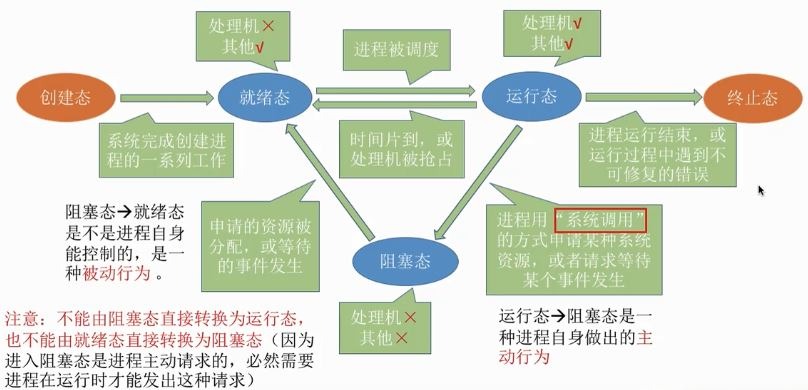 处理机×
其他√
处理机√
其他√
进程被调度
创建态
就绪态
运行态
终止态
系统完成创建进
程的一系列工作
时间片到，或
处理机被抢占
进程运行结束，或
运行过程中遇到不
可修复的错误
阻塞态→就绪态
是不是进程自身
能控制的，是一
种被动行为。
申请的资源被
分配，或等待
的事件发生
进程用“系统调用”
的方式申请某种系统
资源，或者请求等待
某个事件发生
阻塞态
处理机×
其他×
运行态→阻塞态是一
种进程自身做出的主
动行为
注意：不能由阻塞态直接转换为运行态，
也不能由就绪态直接转换为阻塞态（因为
进入阻塞态是进程主动请求的，必然需要
进程在运行时才能发出这种请求）